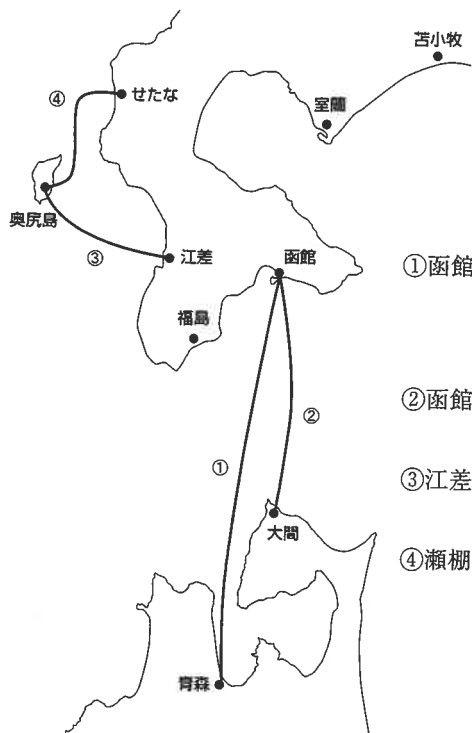 苫小牧
④
せたな
室蘭
奥尻島
③
江差
函館
①函館
福島
②函館
②
①
③江差
大間
④瀬棚
青森